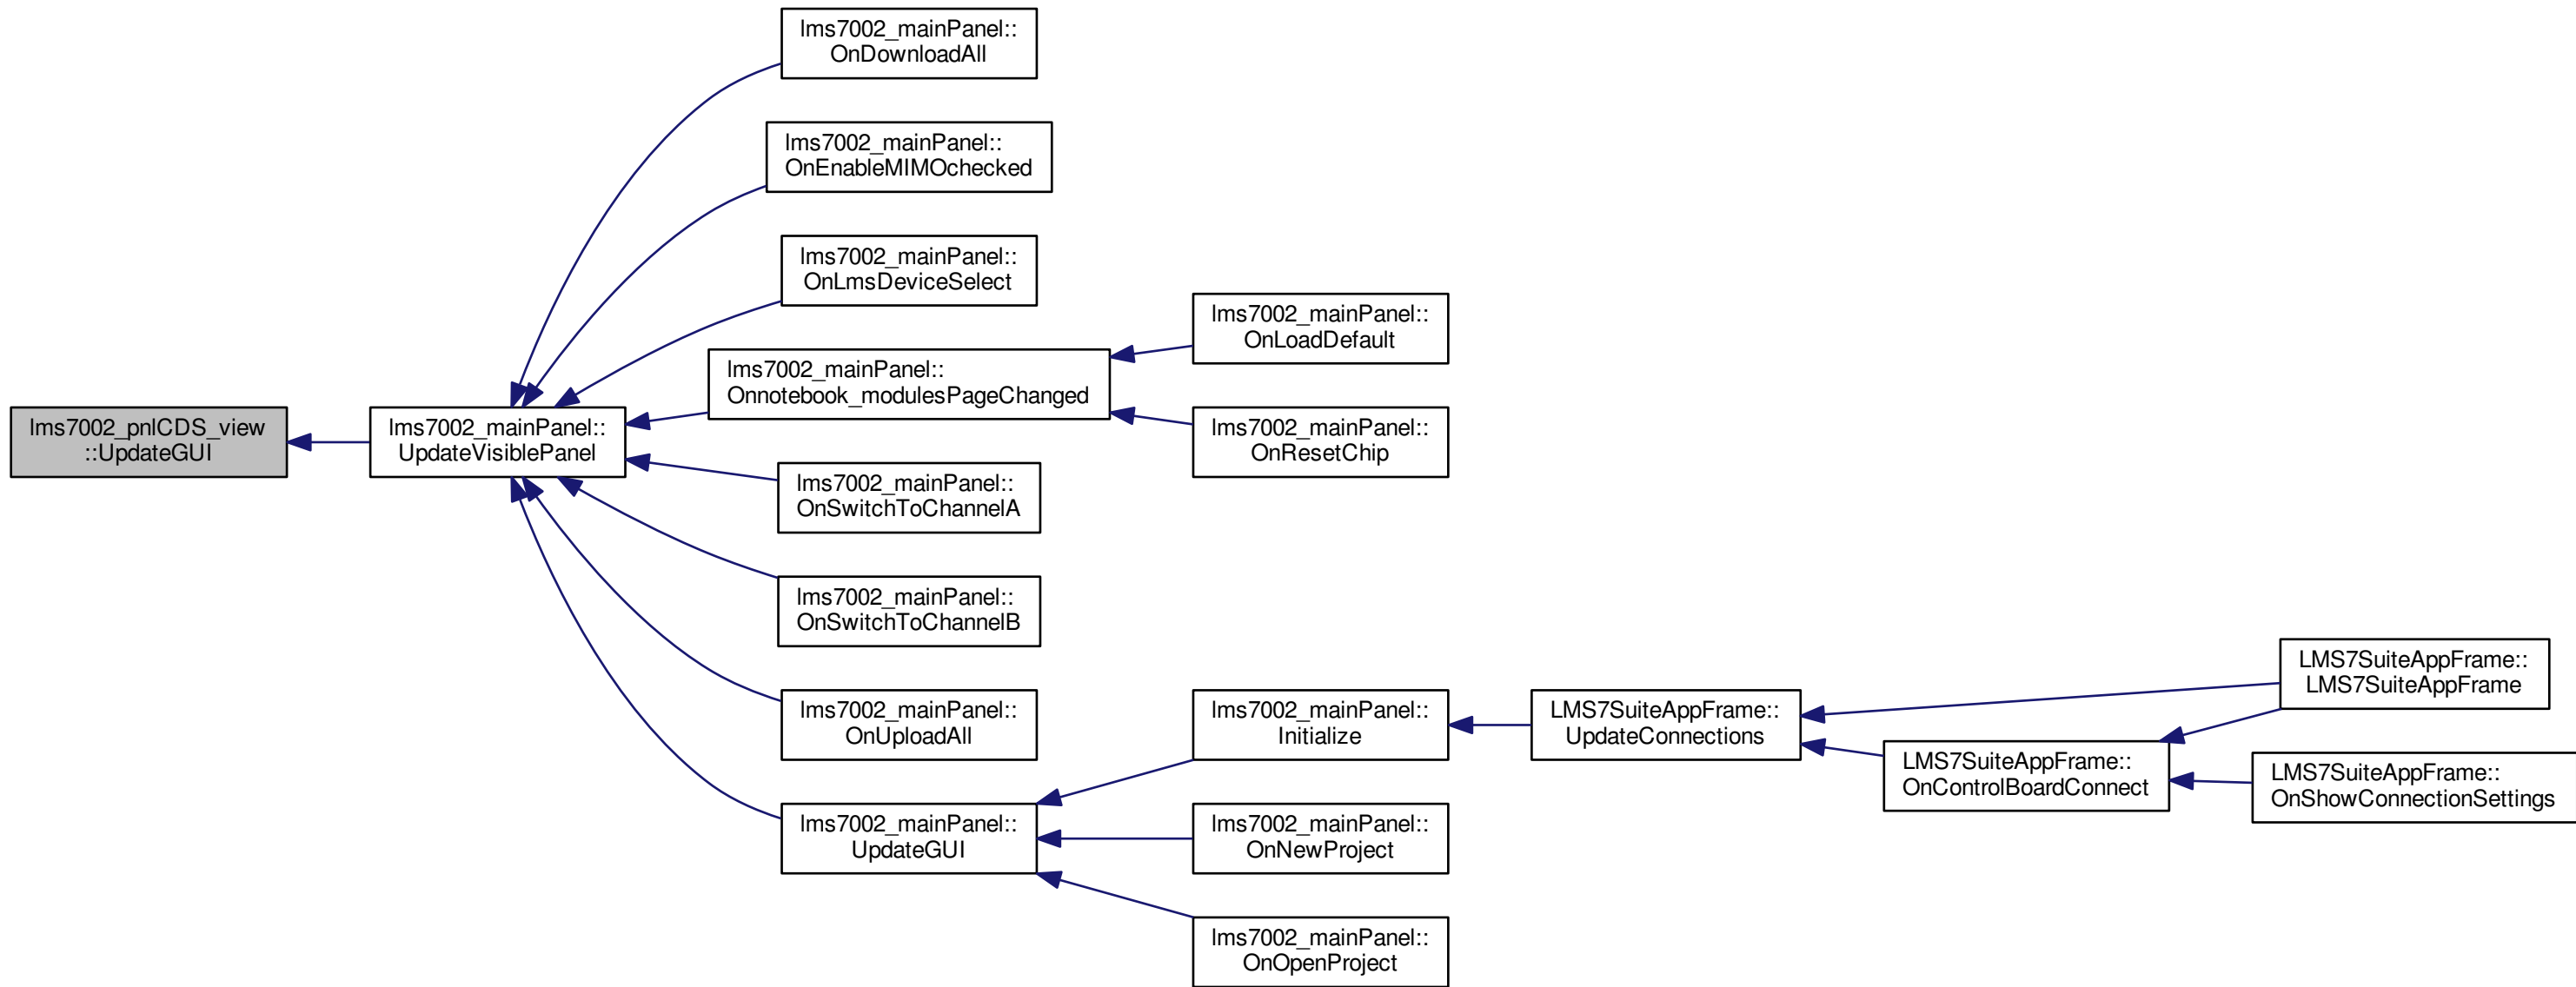 lms7002_mainPanel::
OnDownloadAll
lms7002_mainPanel::
OnEnableMIMOchecked
lms7002_mainPanel::
OnLmsDeviceSelect
lms7002_mainPanel::
OnLoadDefault
lms7002_mainPanel::
Onnotebook_modulesPageChanged
lms7002_pnlCDS_view
::UpdateGUI
lms7002_mainPanel::
UpdateVisiblePanel
lms7002_mainPanel::
OnResetChip
lms7002_mainPanel::
OnSwitchToChannelA
lms7002_mainPanel::
OnSwitchToChannelB
LMS7SuiteAppFrame::
LMS7SuiteAppFrame
lms7002_mainPanel::
OnUploadAll
lms7002_mainPanel::
Initialize
LMS7SuiteAppFrame::
UpdateConnections
LMS7SuiteAppFrame::
OnControlBoardConnect
LMS7SuiteAppFrame::
OnShowConnectionSettings
lms7002_mainPanel::
UpdateGUI
lms7002_mainPanel::
OnNewProject
lms7002_mainPanel::
OnOpenProject